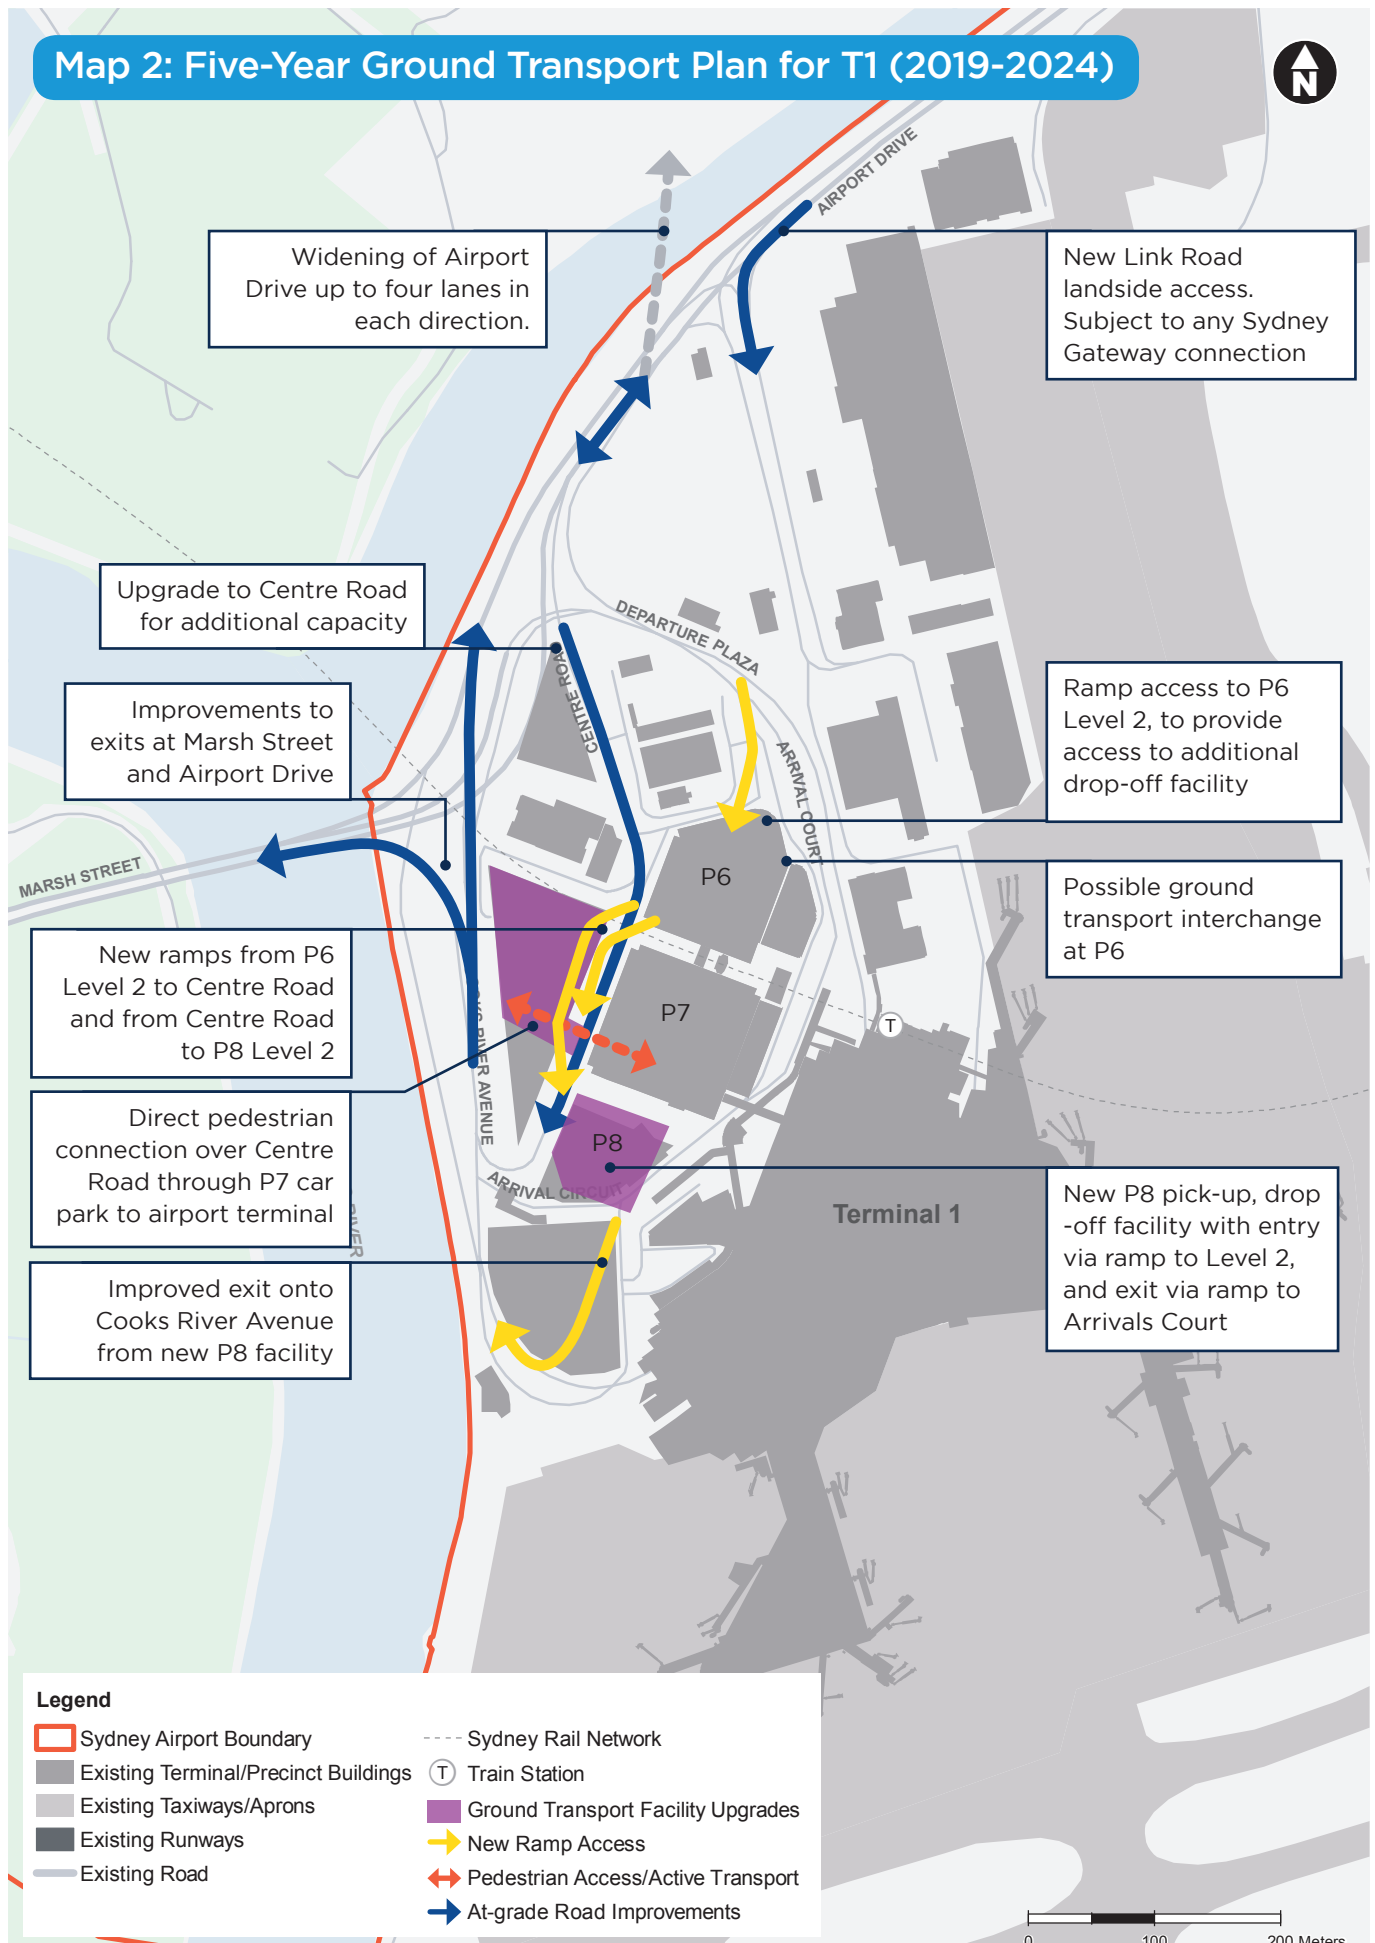 Map 2: Five-Year Ground Transport Plan for T1 (2019-2024)
N
AIRPORT DRIVE
Widening of Airport
Drive up to four lanes in
each direction.
New Link Road
landside access.
Subject to any Sydney
Gateway connection
Upgrade to Centre Road
for additional capacity
DEPARTURE PLAZA
CENTRE ROAD
Improvements to
exits at Marsh Street
and Airport Drive
Ramp access to P6
Level 2, to provide
access to additional
drop-off facility
ARRIVAL COURT
MARSH STREET
P6
Possible ground
transport interchange
at P6
New ramps from P6
Level 2 to Centre Road
and from Centre Road
to P8 Level 2
P7
T
RIVER AVENUE
Direct pedestrian
connection over Centre
Road through P7 car
park to airport terminal
P8
ARRIVAL CIRCUIT
RIVER
Terminal 1
New P8 pick-up, drop
-off facility with entry
via ramp to Level 2,
and exit via ramp to
Arrivals Court
Improved exit onto
Cooks River Avenue
from new P8 facility
Legend
Sydney Airport Boundary
Existing Terminal/Precinct Buildings
Existing Taxiways/Aprons
Existing Runways
Existing Road
Sydney Rail Network
T Train Station
Ground Transport Facility Upgrades
New Ramp Access
Pedestrian Access/Active Transport
At-grade Road Improvements
0 100 200 Meters